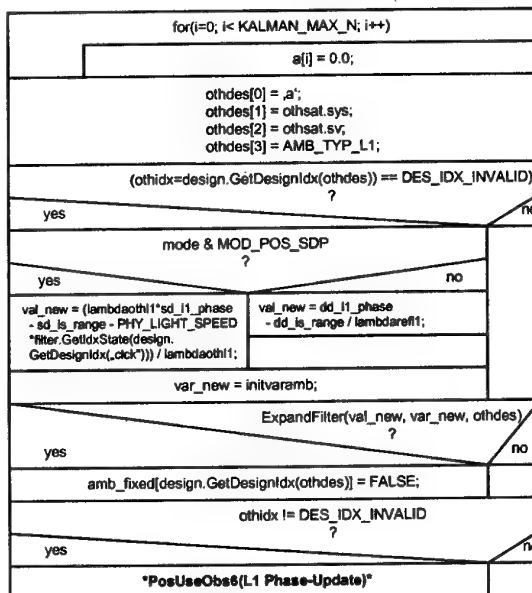 for(i=0; i< KALMAN_MAX_N; i++)
a[i] = 0.0;
othdes[0] = ‚a‘;
othdes[1] = othsat.sys;
othdes[2] = othsat.sv;
othdes[3] = AMB_TYP_L1;
(othidx=design.GetDesignIdx(othdes)) == DES_IDX_INVALID)
?
yes
mode & MOD_POS_SDP
?
yes
no
val_new = (lambdaothl1*sd_l1_phase
- sd_is_range - PHY_LIGHT_SPEED
*filter.GetIdxState(design.
GetDesignIdx(„clck“))) / lambdaothl1;
val_new = dd_l1_phase
- dd_is_range / lambdarefl1;
var_new = initvaramb;
ExpandFilter(val_new, var_new, othdes)
?
yes
no
amb_fixed[design.GetDesignIdx(othdes)] = FALSE;
othidx != DES_IDX_INVALID
?
yes
*PosUseObs6(L1 Phase-Update)*